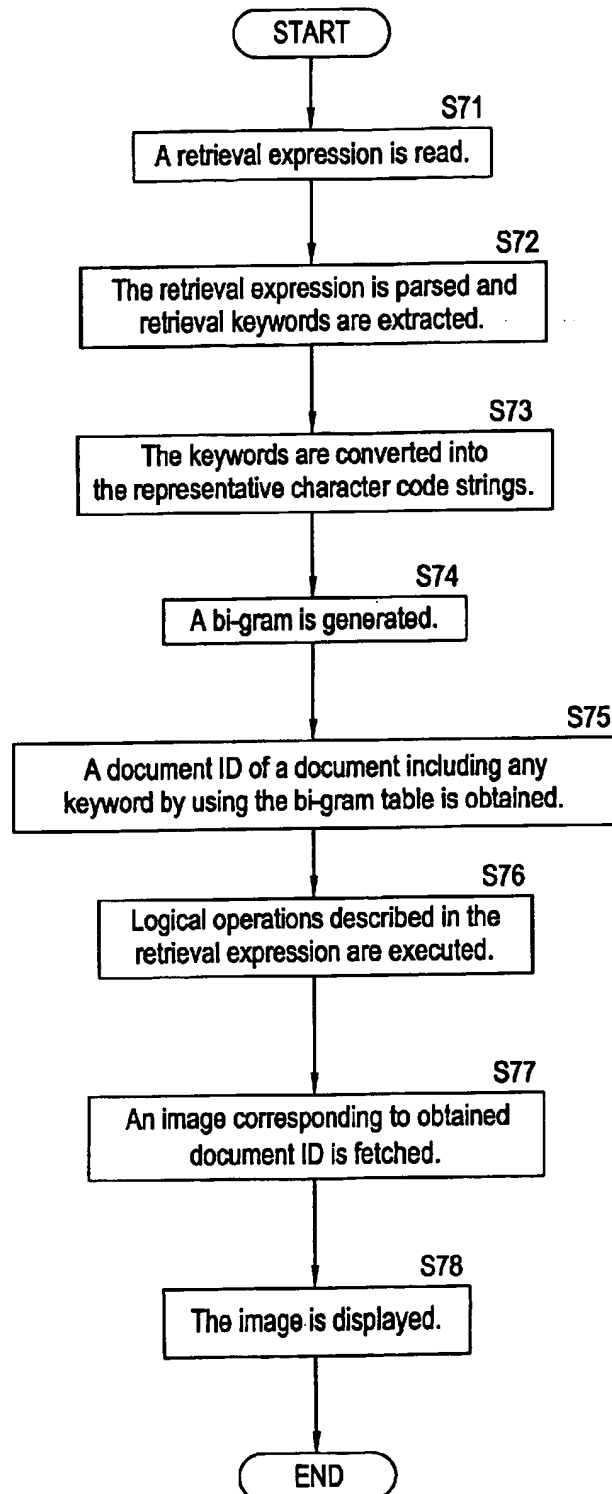 START
S71
A retrieval expression is read.
S72
The retrieval expression is parsed and
retrieval keywords are extracted.
S73
The keywords are converted into
the representative character code strings.
S74
A bi-gram is generated.
S75
A document ID of a document including any
keyword by using the bi-gram table is obtained.
S76
Logical operations described in the
retrieval expression are executed.
S77
An image corresponding to obtained
document ID is fetched.
S78
The image is displayed.
END